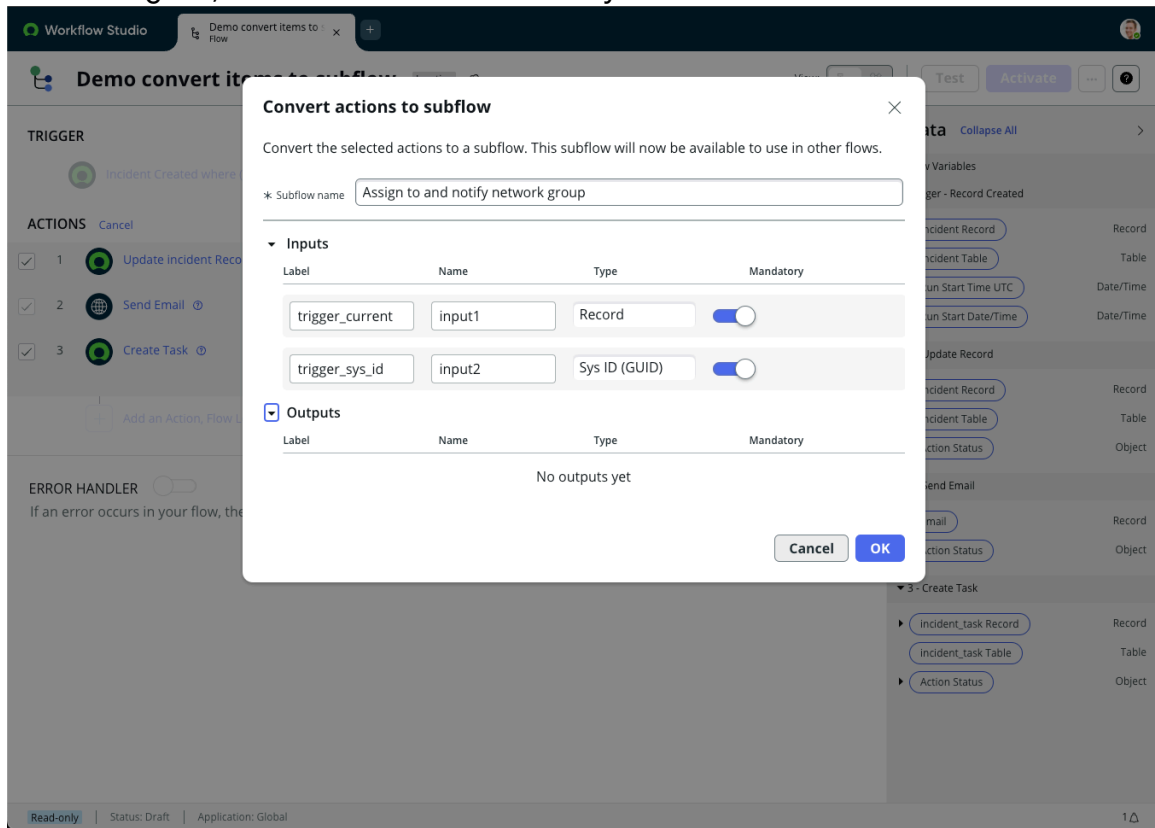 Workflow Studio
Demo convert items to
Flow
Demo convert items to subflow
Test
Activate
TRIGGER
Incident Created where
ACTIONS Cancel
1 Update incident Reco
2 Send Email
3 Create Task
Add an Action, Flow L
ERROR HANDLER
If an error occurs in your flow, the
Convert actions to subflow
Convert the selected actions to a subflow. This subflow will now be available to use in other flows.
* Subflow name Assign to and notify network group
Inputs
Label Name Type Mandatory
trigger_current input1 Record
trigger_sys_id input2 Sys ID (GUID)
Outputs
Label Name Type Mandatory
No outputs yet
Cancel OK
ata Collapse All
v Variables
ger - Record Created
ncident Record Record
ncident Table Table
un Start Time UTC Date/Time
un Start Date/Time Date/Time
Update Record
ncident Record Record
ncident Table Table
ction Status Object
Send Email
mail Record
ction Status Object
3 - Create Task
incident_task Record Record
incident_task Table Table
Action Status Object
Read-only Status: Draft Application: Global
1